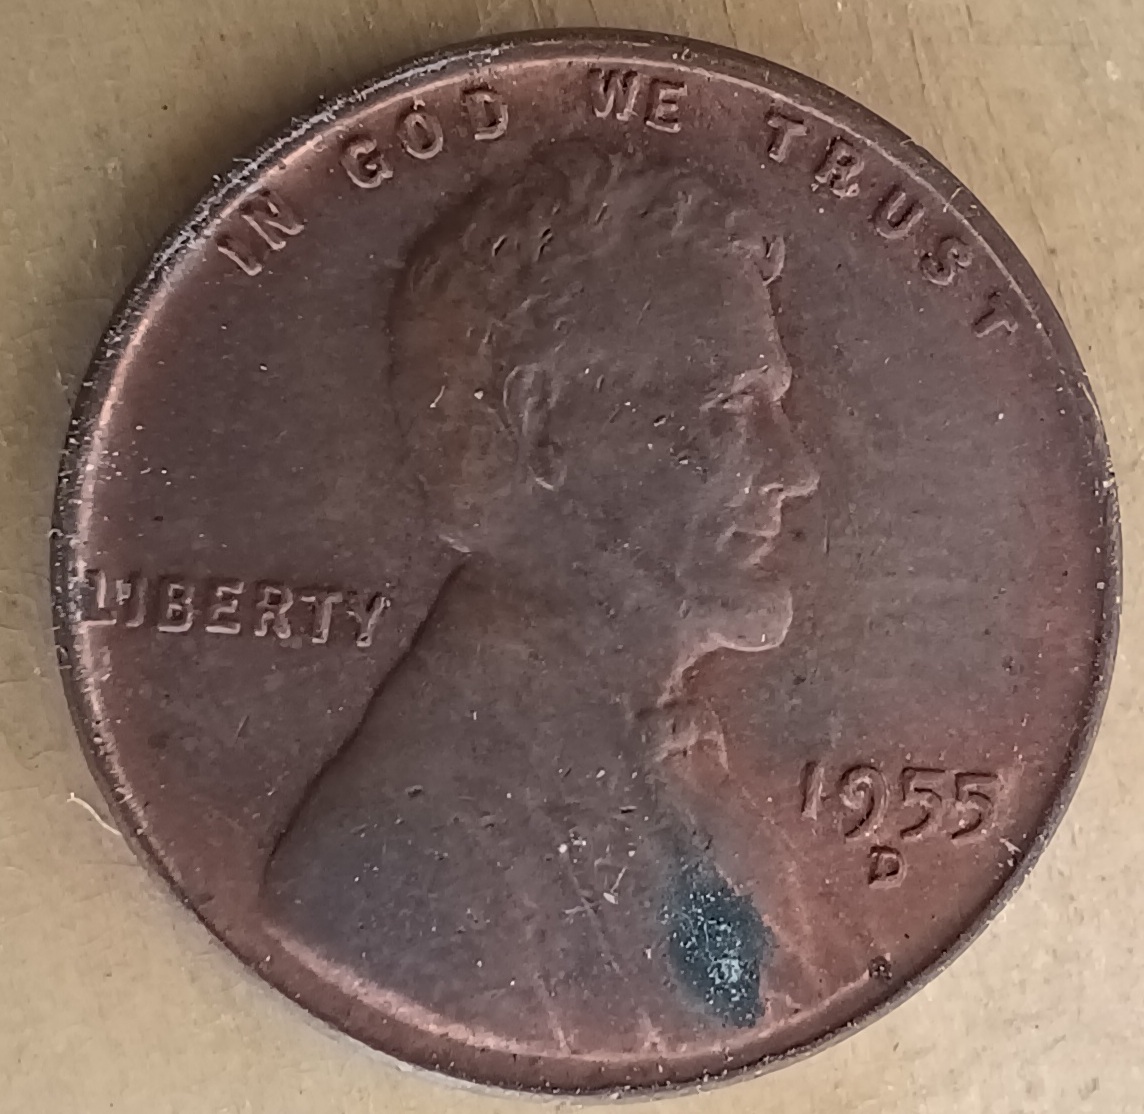 IN GOD WE TRUST
LIBERTY
1955
D